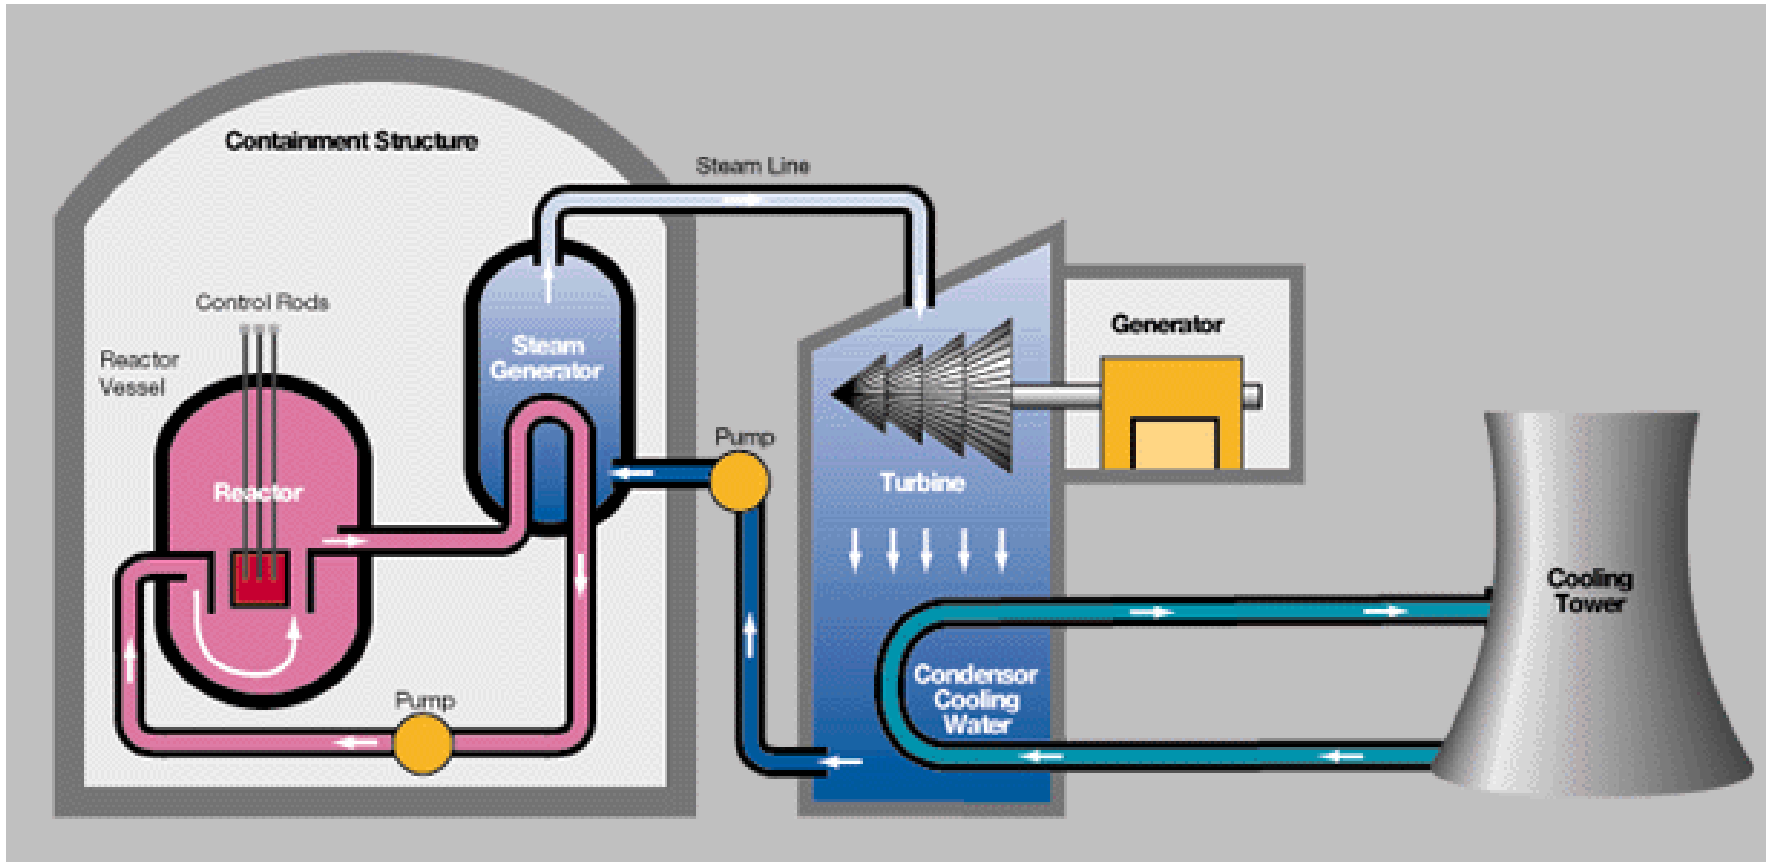 Containment Structure
Steam Line
Control Rods
Reactor
Vessel
Steam
Generator
Generator
Pump
Reactor
Turbine
Cooling
Tower
Condensor
Cooling
Water
Pump